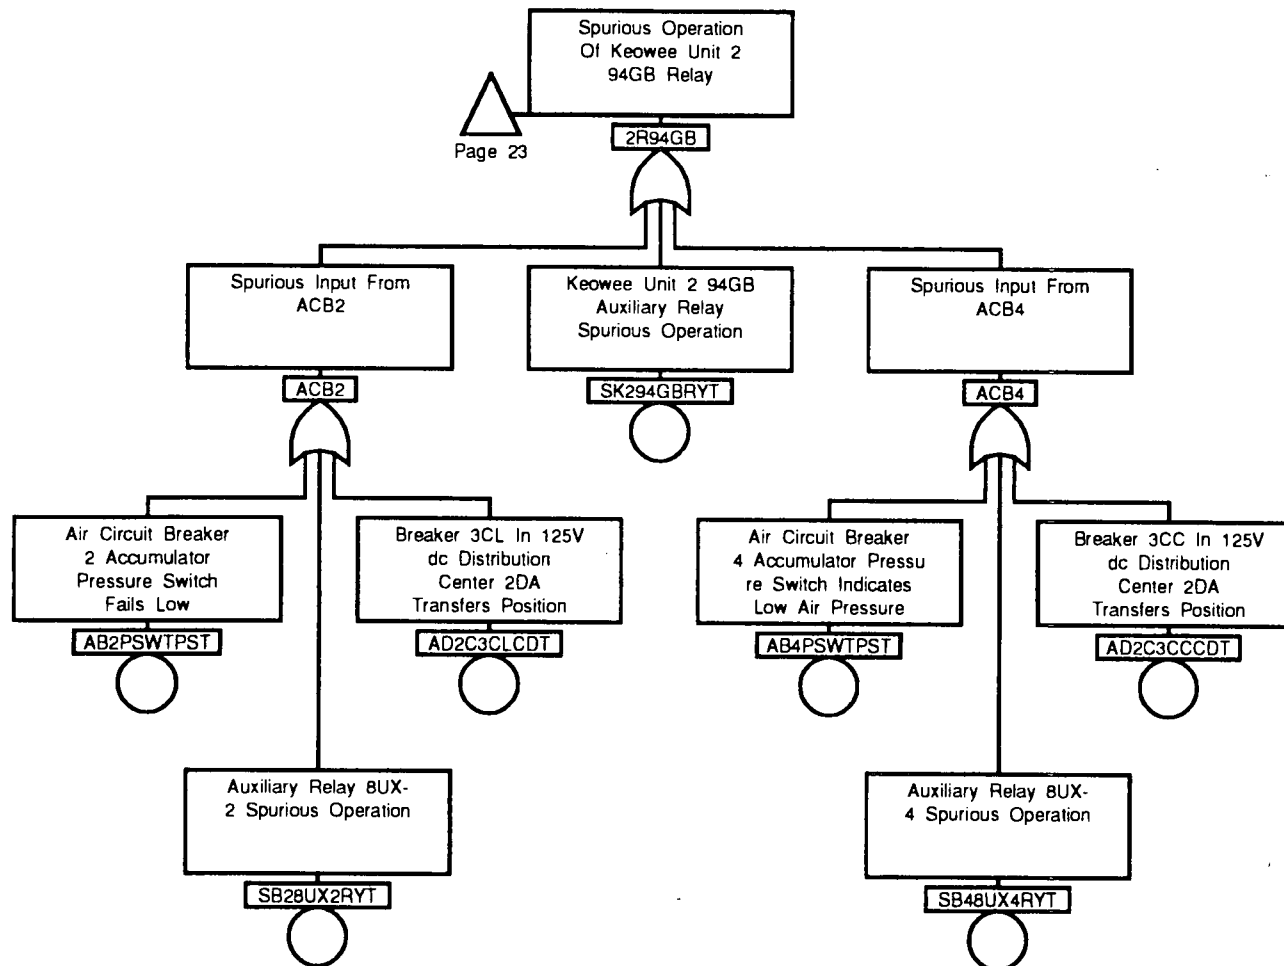 Spurious Operation
Of Keowee Unit 2
94GB Relay
Page 23
2R94GB
Spurious Input From
ACB2
ACB2
Keowee Unit 2 94GB
Auxiliary Relay
Spurious Operation
SK294GBRYT
Spurious Input From
ACB4
ACB4
Air Circuit Breaker
2 Accumulator
Pressure Switch
Fails Low
AB2PSWTPST
Breaker 3CL In 125V
dc Distribution
Center 2DA
Transfers Position
AD2C3CLCDT
Air Circuit Breaker
4 Accumulator Pressu
re Switch Indicates
Low Air Pressure
AB4PSWTPST
Breaker 3CC In 125V
dc Distribution
Center 2DA
Transfers Position
AD2C3CCCDT
Auxiliary Relay 8UX-
2 Spurious Operation
SB28UX2RYT
Auxiliary Relay 8UX-
4 Spurious Operation
SB48UX4RYT